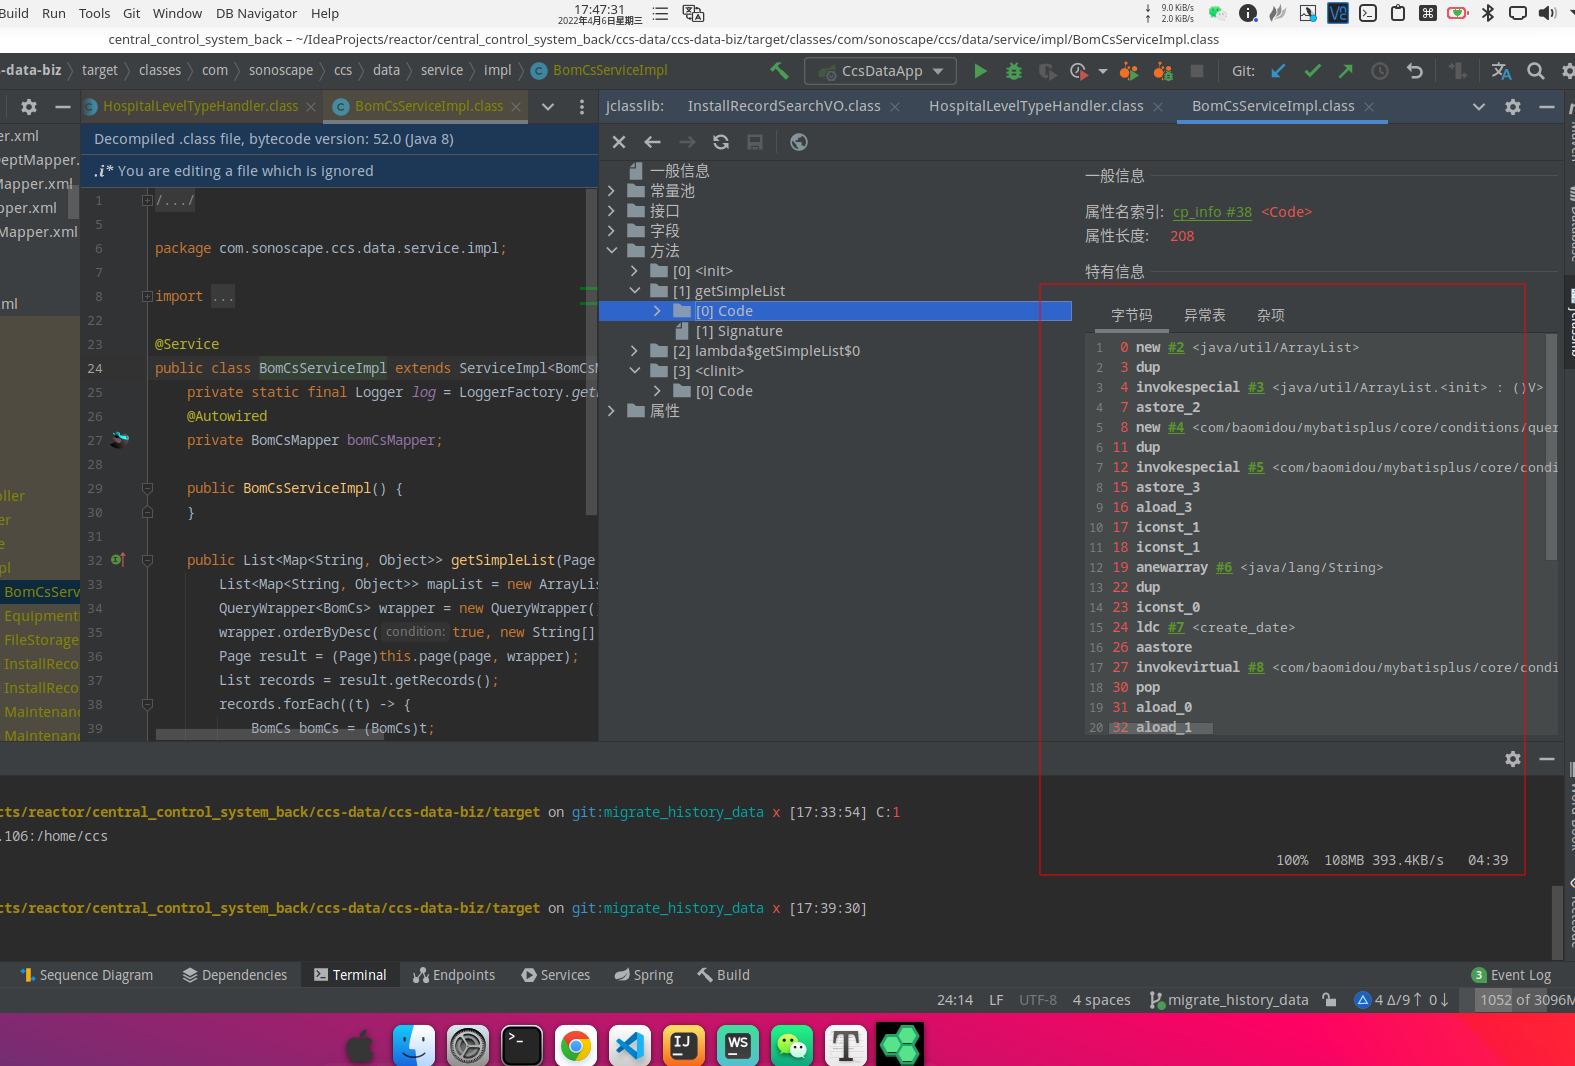 Build Run Tools Git Window DB Navigator Help
17:47:31
2022年4月6日星期三
9.0 KiB/s
2.0 KiB/s
central_control_system_back – ~/IdeaProjects/reactor/central_control_system_back/ccs-data/ccs-data-biz/target/classes/com/sonoscape/ccs/data/service/impl/BomCsServiceImpl.class
-data-biz target classes com sonoscape ccs data service impl BomCsServiceImpl
CcsDataApp
Git:
HospitalLevelTypeHandler.class BomCsServiceImpl.class
jclasslib: InstallRecordSearchVO.class HospitalLevelTypeHandler.class BomCsServiceImpl.class
er.xml
DeptMapper.
Mapper.xml
pper.xml
Mapper.xml
ml
oller
er
e
pl
BomCsServ
Equipment
FileStorage
InstallReco
InstallReco
Maintenanc
Maintenanc
Decompiled .class file, bytecode version: 52.0 (Java 8)
.i* You are editing a file which is ignored
1 /.../
5
6 package com.sonoscape.ccs.data.service.impl;
7
8 import ...
22
23 @Service
24 public class BomCsServiceImpl extends ServiceImpl<BomCsM
25 private static final Logger log = LoggerFactory.get
26 @Autowired
27 private BomCsMapper bomCsMapper;
28
29 public BomCsServiceImpl() {
30 }
31
32 public List<Map<String, Object>> getSimpleList(Page
33 List<Map<String, Object>> mapList = new ArrayLis
34 QueryWrapper<BomCs> wrapper = new QueryWrapper(
35 wrapper.orderByDesc( condition: true, new String[]
36 Page result = (Page)this.page(page, wrapper);
37 List records = result.getRecords();
38 records.forEach((t) -> {
39 BomCs bomCs = (BomCs)t;
一般信息
常量池
接口
字段
方法
[0] <init>
[1] getSimpleList
[0] Code
[1] Signature
[2] lambda$getSimpleList$0
[3] <clinit>
[0] Code
属性
一般信息
属性名索引: cp_info #38 <Code>
属性长度: 208
特有信息
字节码 异常表 杂项
1 0 new #2 <java/util/ArrayList>
2 3 dup
3 4 invokespecial #3 <java/util/ArrayList.<init> : ()V>
4 7 astore_2
5 8 new #4 <com/baomidou/mybatisplus/core/conditions/quer
6 11 dup
7 12 invokespecial #5 <com/baomidou/mybatisplus/core/condi
8 15 astore_3
9 16 aload_3
10 17 iconst_1
11 18 iconst_1
12 19 anewarray #6 <java/lang/String>
13 22 dup
14 23 iconst_0
15 24 ldc #7 <create_date>
16 26 aastore
17 27 invokevirtual #8 <com/baomidou/mybatisplus/core/condi
18 30 pop
19 31 aload_0
20 32 aload_1
cts/reactor/central_control_system_back/ccs-data/ccs-data-biz/target on git:migrate_history_data x [17:33:54] C:1
.106:/home/ccs
100% 108MB 393.4KB/s 04:39
cts/reactor/central_control_system_back/ccs-data/ccs-data-biz/target on git:migrate_history_data x [17:39:30]
Sequence Diagram Dependencies Terminal Endpoints Services Spring Build 3 Event Log
24:14 LF UTF-8 4 spaces migrate_history_data 4 Δ/9↑ 0↓ 1052 of 3096M
IJ WS T